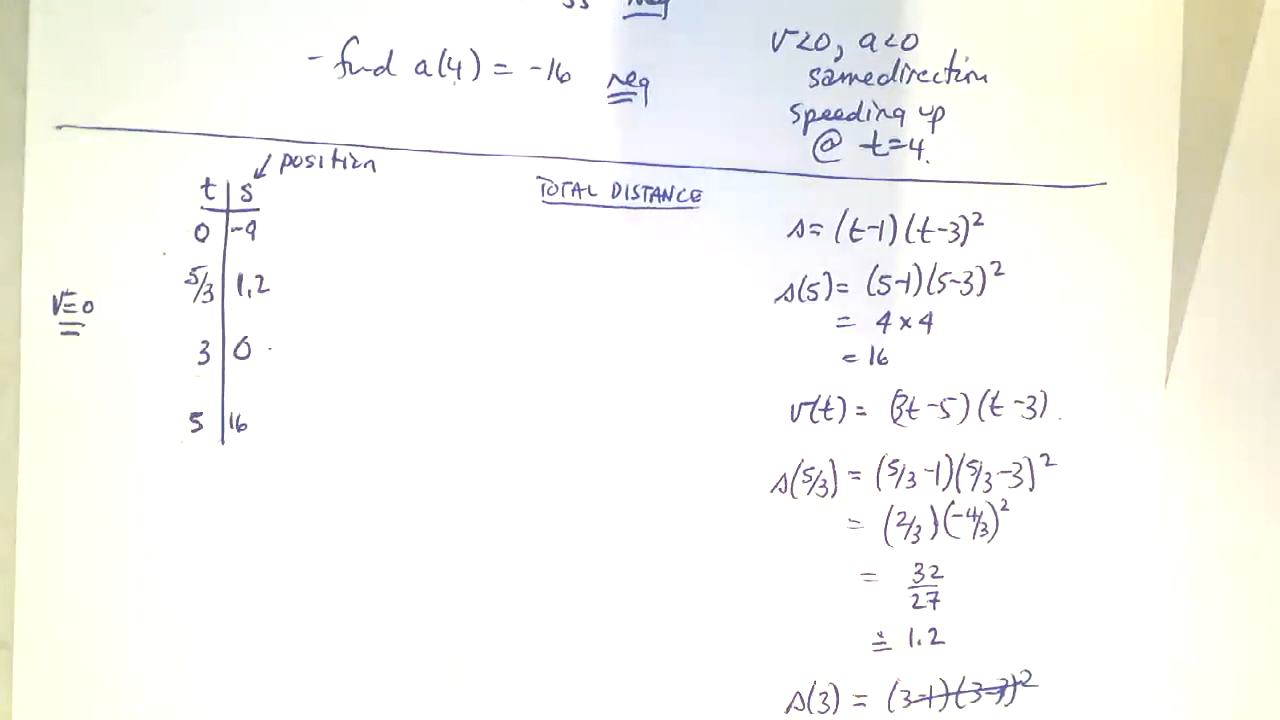 - find a(4) = -16 neg
v<0, a<0
same direction
speeding up
@ t=4.
position
t | s
0 | -9
5/3 | 1.2
3 | 0
5 | 16
V=0
TOTAL DISTANCE
s= (t-1)(t-3)²
s(5)= (5-1)(5-3)²
= 4×4
= 16
v(t) = (3t-5)(t-3).
s(5/3) = (5/3-1)(5/3-3)²
= (2/3)(-4/3)²
= 32/27
≐ 1.2
s(3) = (3-1)(3-3)²